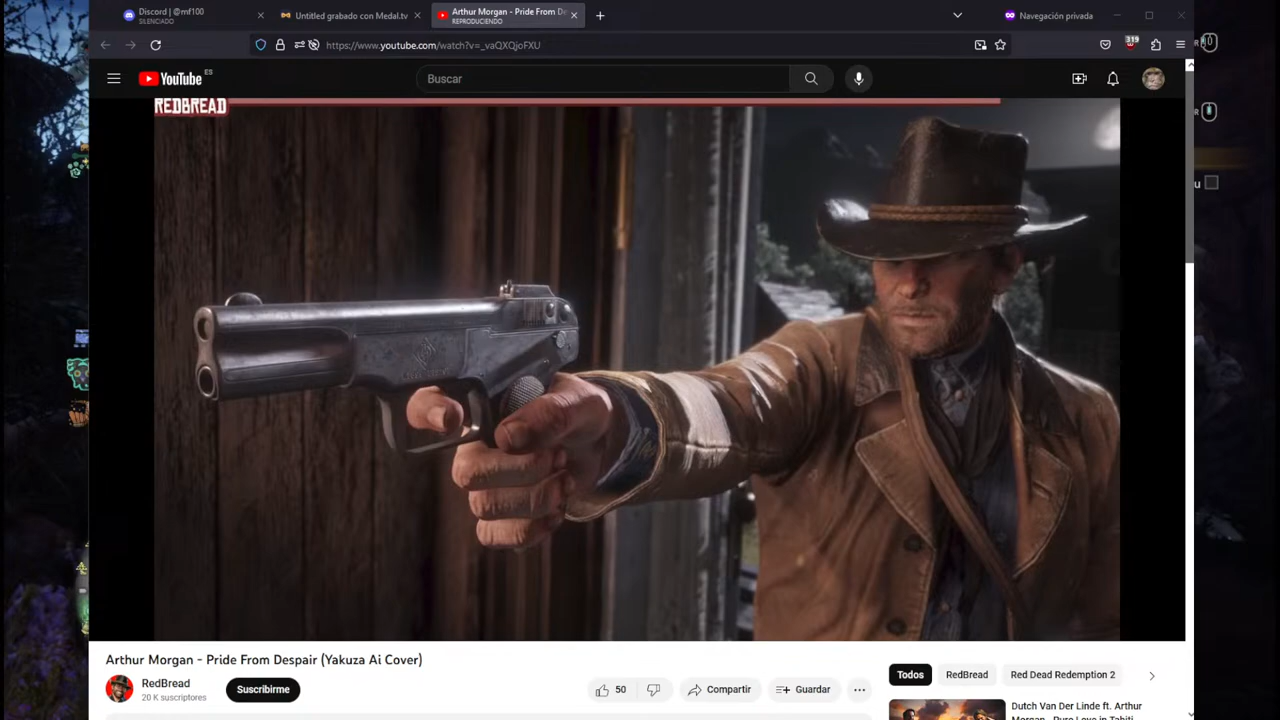 Discord | @mf100
SILENCIADO
Untitled grabado con Medal.tv
Arthur Morgan - Pride From De
REPRODUCIENDO
Navegación privada
https://www.youtube.com/watch?v=_vaQXQjoFXU
319
YouTube ES
Buscar
REDBREAD
Arthur Morgan - Pride From Despair (Yakuza Ai Cover)
RedBread
20 K suscriptores
Suscribirme
50
Compartir
Guardar
Todos
RedBread
Red Dead Redemption 2
Dutch Van Der Linde ft. Arthur
Morgan - Pure Love in Tahiti